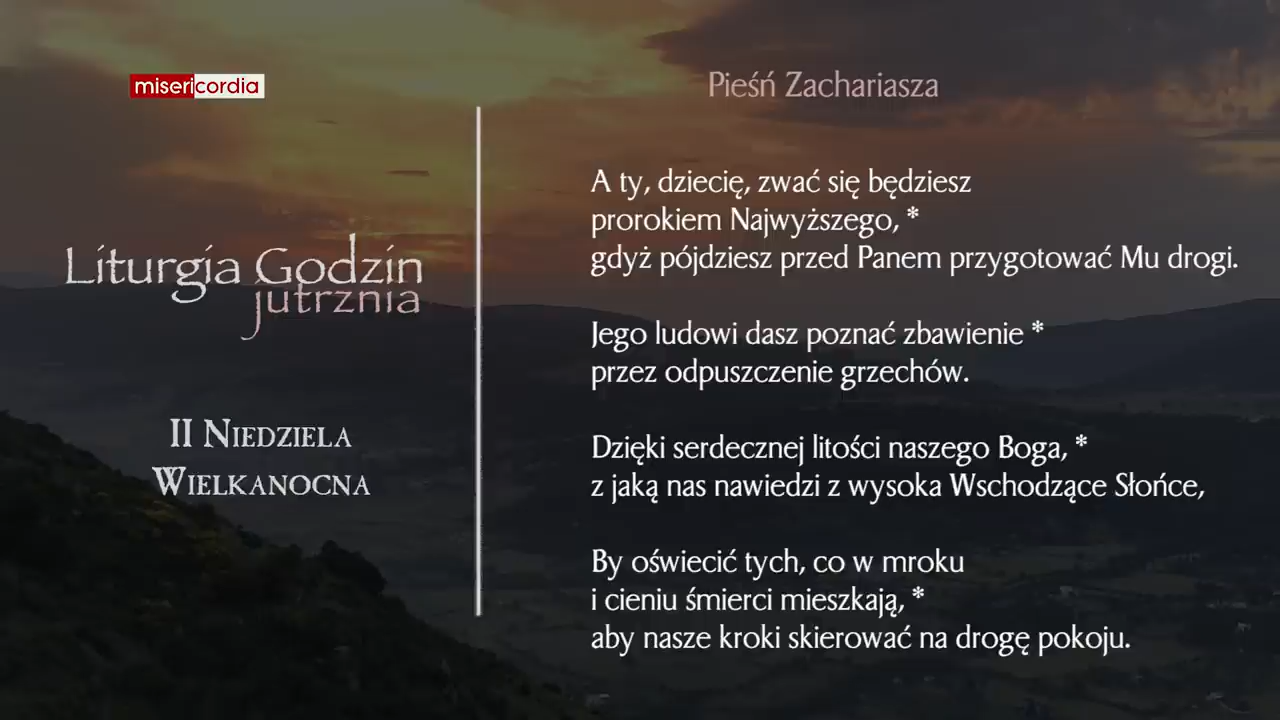 misericordia
Liturgia Godzin
jutrznia
II Niedziela
Wielkanocna
Pieśń Zachariasza
A ty, dziecię, zwać się będziesz
prorokiem Najwyższego, *
gdyż pójdziesz przed Panem przygotować Mu drogi.
Jego ludowi dasz poznać zbawienie *
przez odpuszczenie grzechów.
Dzięki serdecznej litości naszego Boga, *
z jaką nas nawiedzi z wysoka Wschodzące Słońce,
By oświecić tych, co w mroku
i cieniu śmierci mieszkają, *
aby nasze kroki skierować na drogę pokoju.